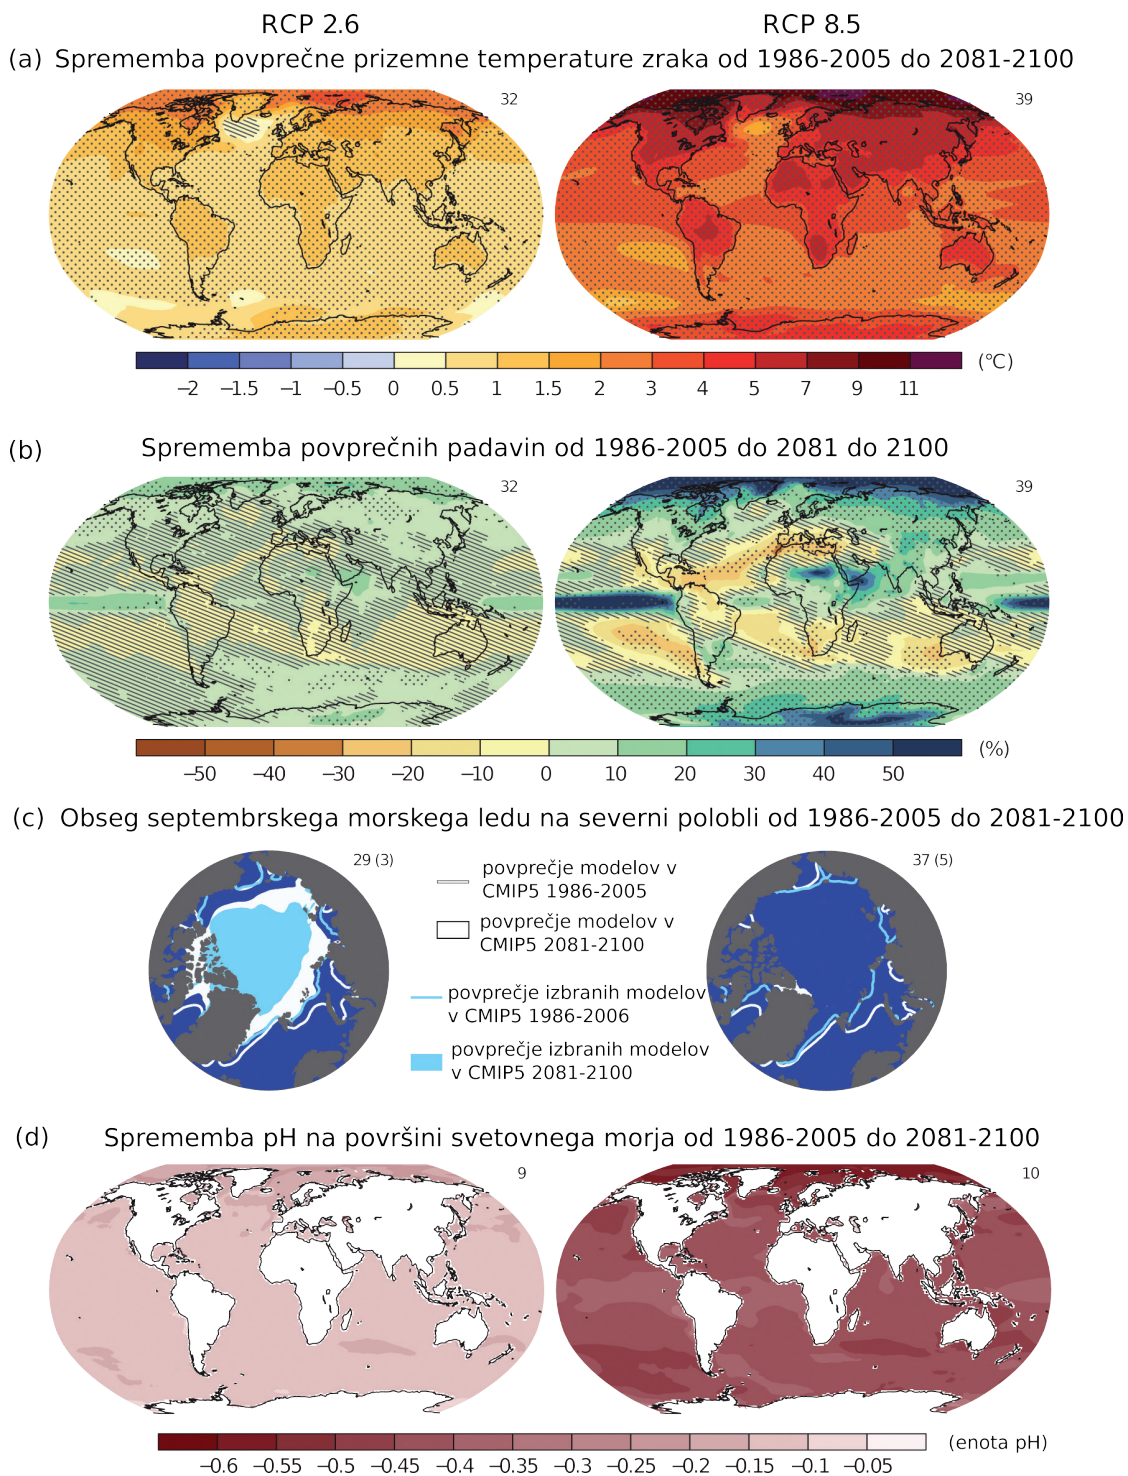 RCP 2.6 RCP 8.5
(a) Sprememba povprečne prizemne temperature zraka od 1986-2005 do 2081-2100
32 39
−2 −1.5 −1 −0.5 0 0.5 1 1.5 2 3 4 5 7 9 11 (°C)
(b) Sprememba povprečnih padavin od 1986-2005 do 2081 do 2100
32 39
−50 −40 −30 −20 −10 0 10 20 30 40 50 (%)
(c) Obseg septembrskega morskega ledu na severni polobli od 1986-2005 do 2081-2100
29 (3) 37 (5)
povprečje modelov v
CMIP5 1986-2005
povprečje modelov v
CMIP5 2081-2100
povprečje izbranih modelov
v CMIP5 1986-2006
povprečje izbranih modelov
v CMIP5 2081-2100
(d) Sprememba pH na površini svetovnega morja od 1986-2005 do 2081-2100
9 10
−0.6 −0.55 −0.5 −0.45 −0.4 −0.35 −0.3 −0.25 −0.2 −0.15 −0.1 −0.05 (enota pH)